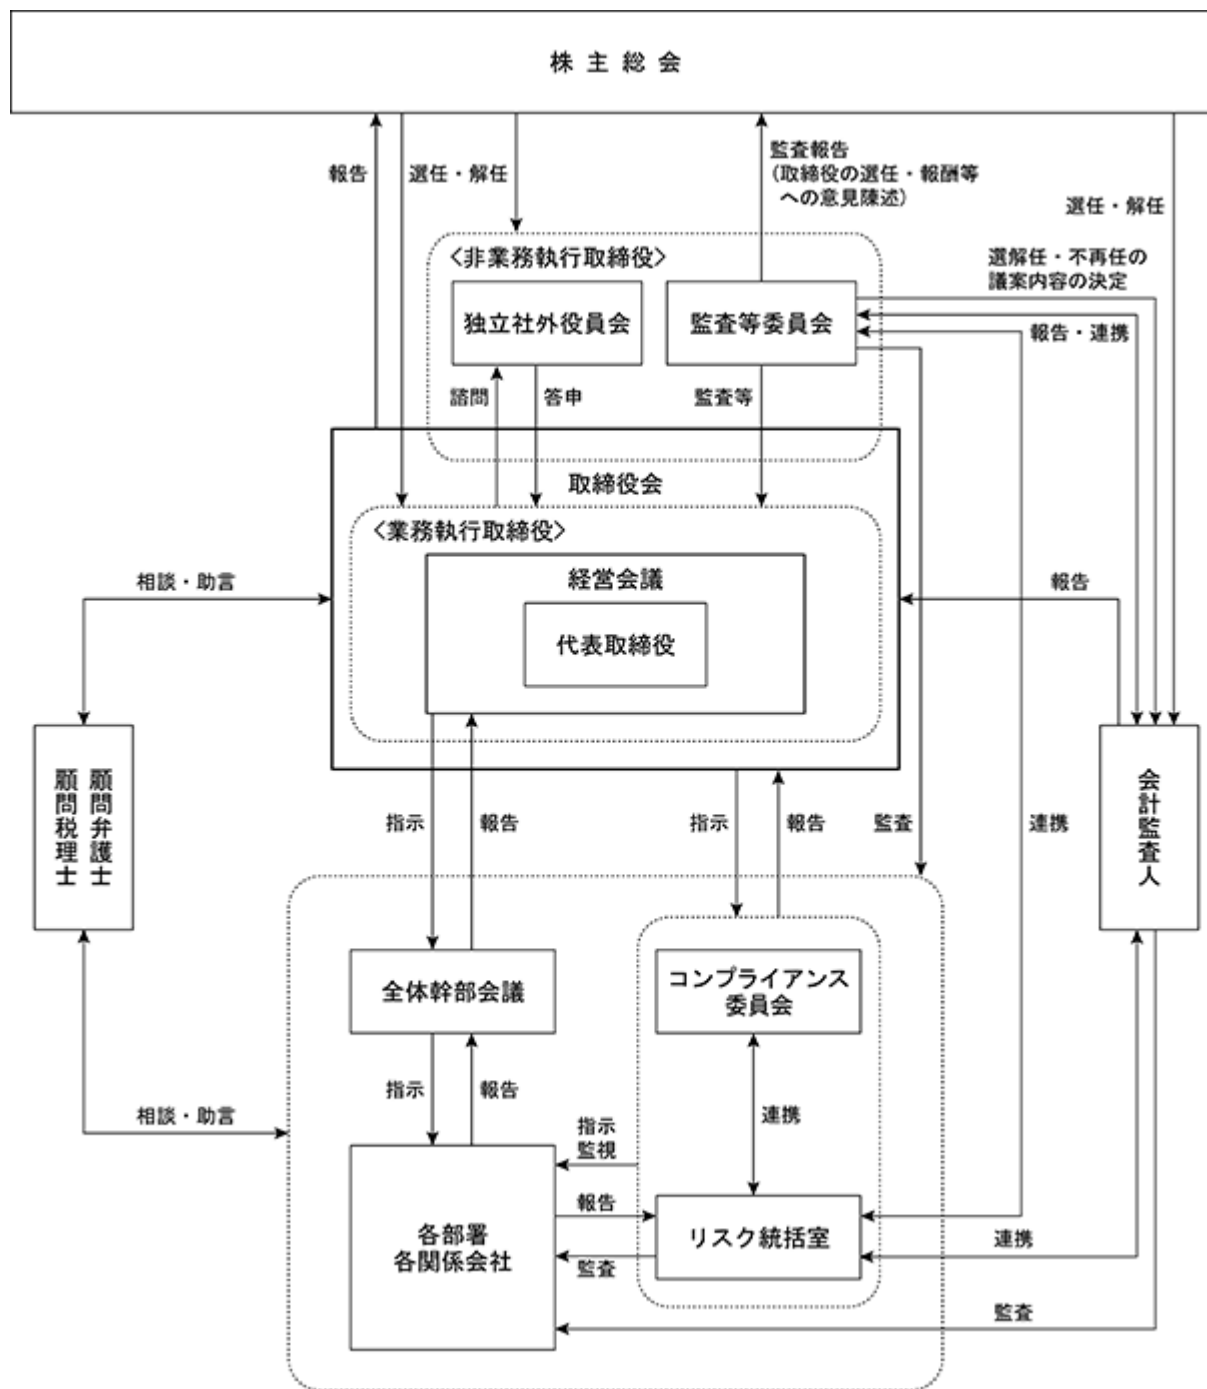 株主総会
報告
選任・解任
監査報告
(取締役の選任・報酬等
への意見陳述)
選任・解任
<非業務執行取締役>
選解任・不再任の
議案内容の決定
独立社外役員会
監査等委員会
報告・連携
諮問
答申
監査等
取締役会
<業務執行取締役>
経営会議
代表取締役
相談・助言
報告
顧問弁護士
顧問税理士
会計監査人
指示
報告
指示
報告
監査
連携
全体幹部会議
コンプライアンス
委員会
指示
報告
相談・助言
連携
指示
監視
報告
各部署
各関係会社
リスク統括室
監査
連携
監査